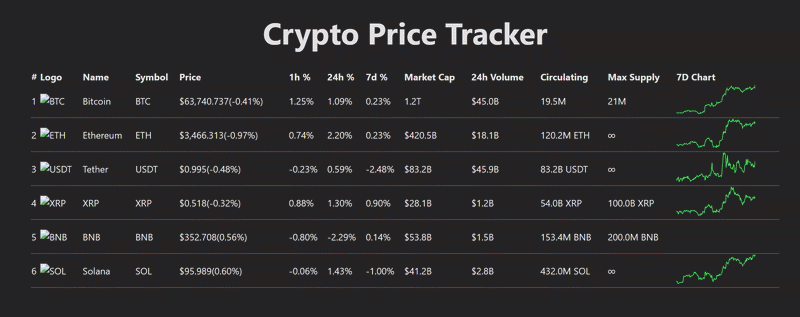 Crypto Price Tracker
# Logo Name Symbol Price 1h % 24h % 7d % Market Cap 24h Volume Circulating Max Supply 7D Chart
1 BTC Bitcoin BTC $63,740.737(-0.41%) 1.25% 1.09% 0.23% 1.2T $45.0B 19.5M 21M
2 ETH Ethereum ETH $3,466.313(-0.97%) 0.74% 2.20% 0.23% $420.5B $18.1B 120.2M ETH ∞
3 USDT Tether USDT $0.995(-0.48%) -0.23% 0.59% -2.48% $83.2B $45.9B 83.2B USDT ∞
4 XRP XRP XRP $0.518(-0.32%) 0.88% 1.30% 0.90% $28.1B $1.2B 54.0B XRP 100.0B XRP
5 BNB BNB BNB $352.708(0.56%) -0.80% -2.29% 0.14% $53.8B $1.5B 153.4M BNB 200.0M BNB
6 SOL Solana SOL $95.989(0.60%) -0.06% 1.43% -1.00% $41.2B $2.8B 432.0M SOL ∞